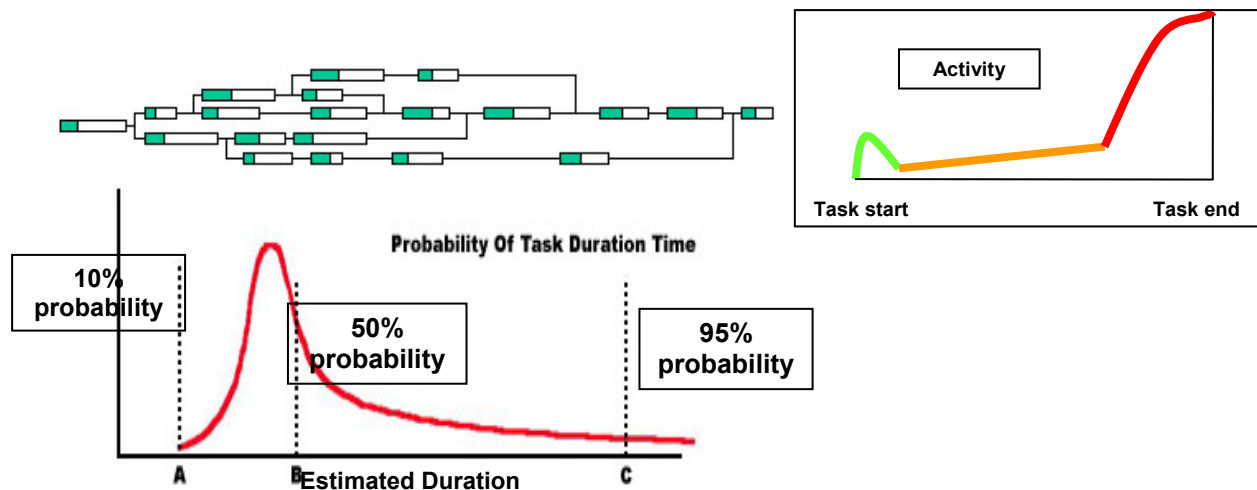 Activity
Task start
Task end
Probability Of Task Duration Time
10%
probability
50%
probability
95%
probability
A
B
Estimated Duration
C